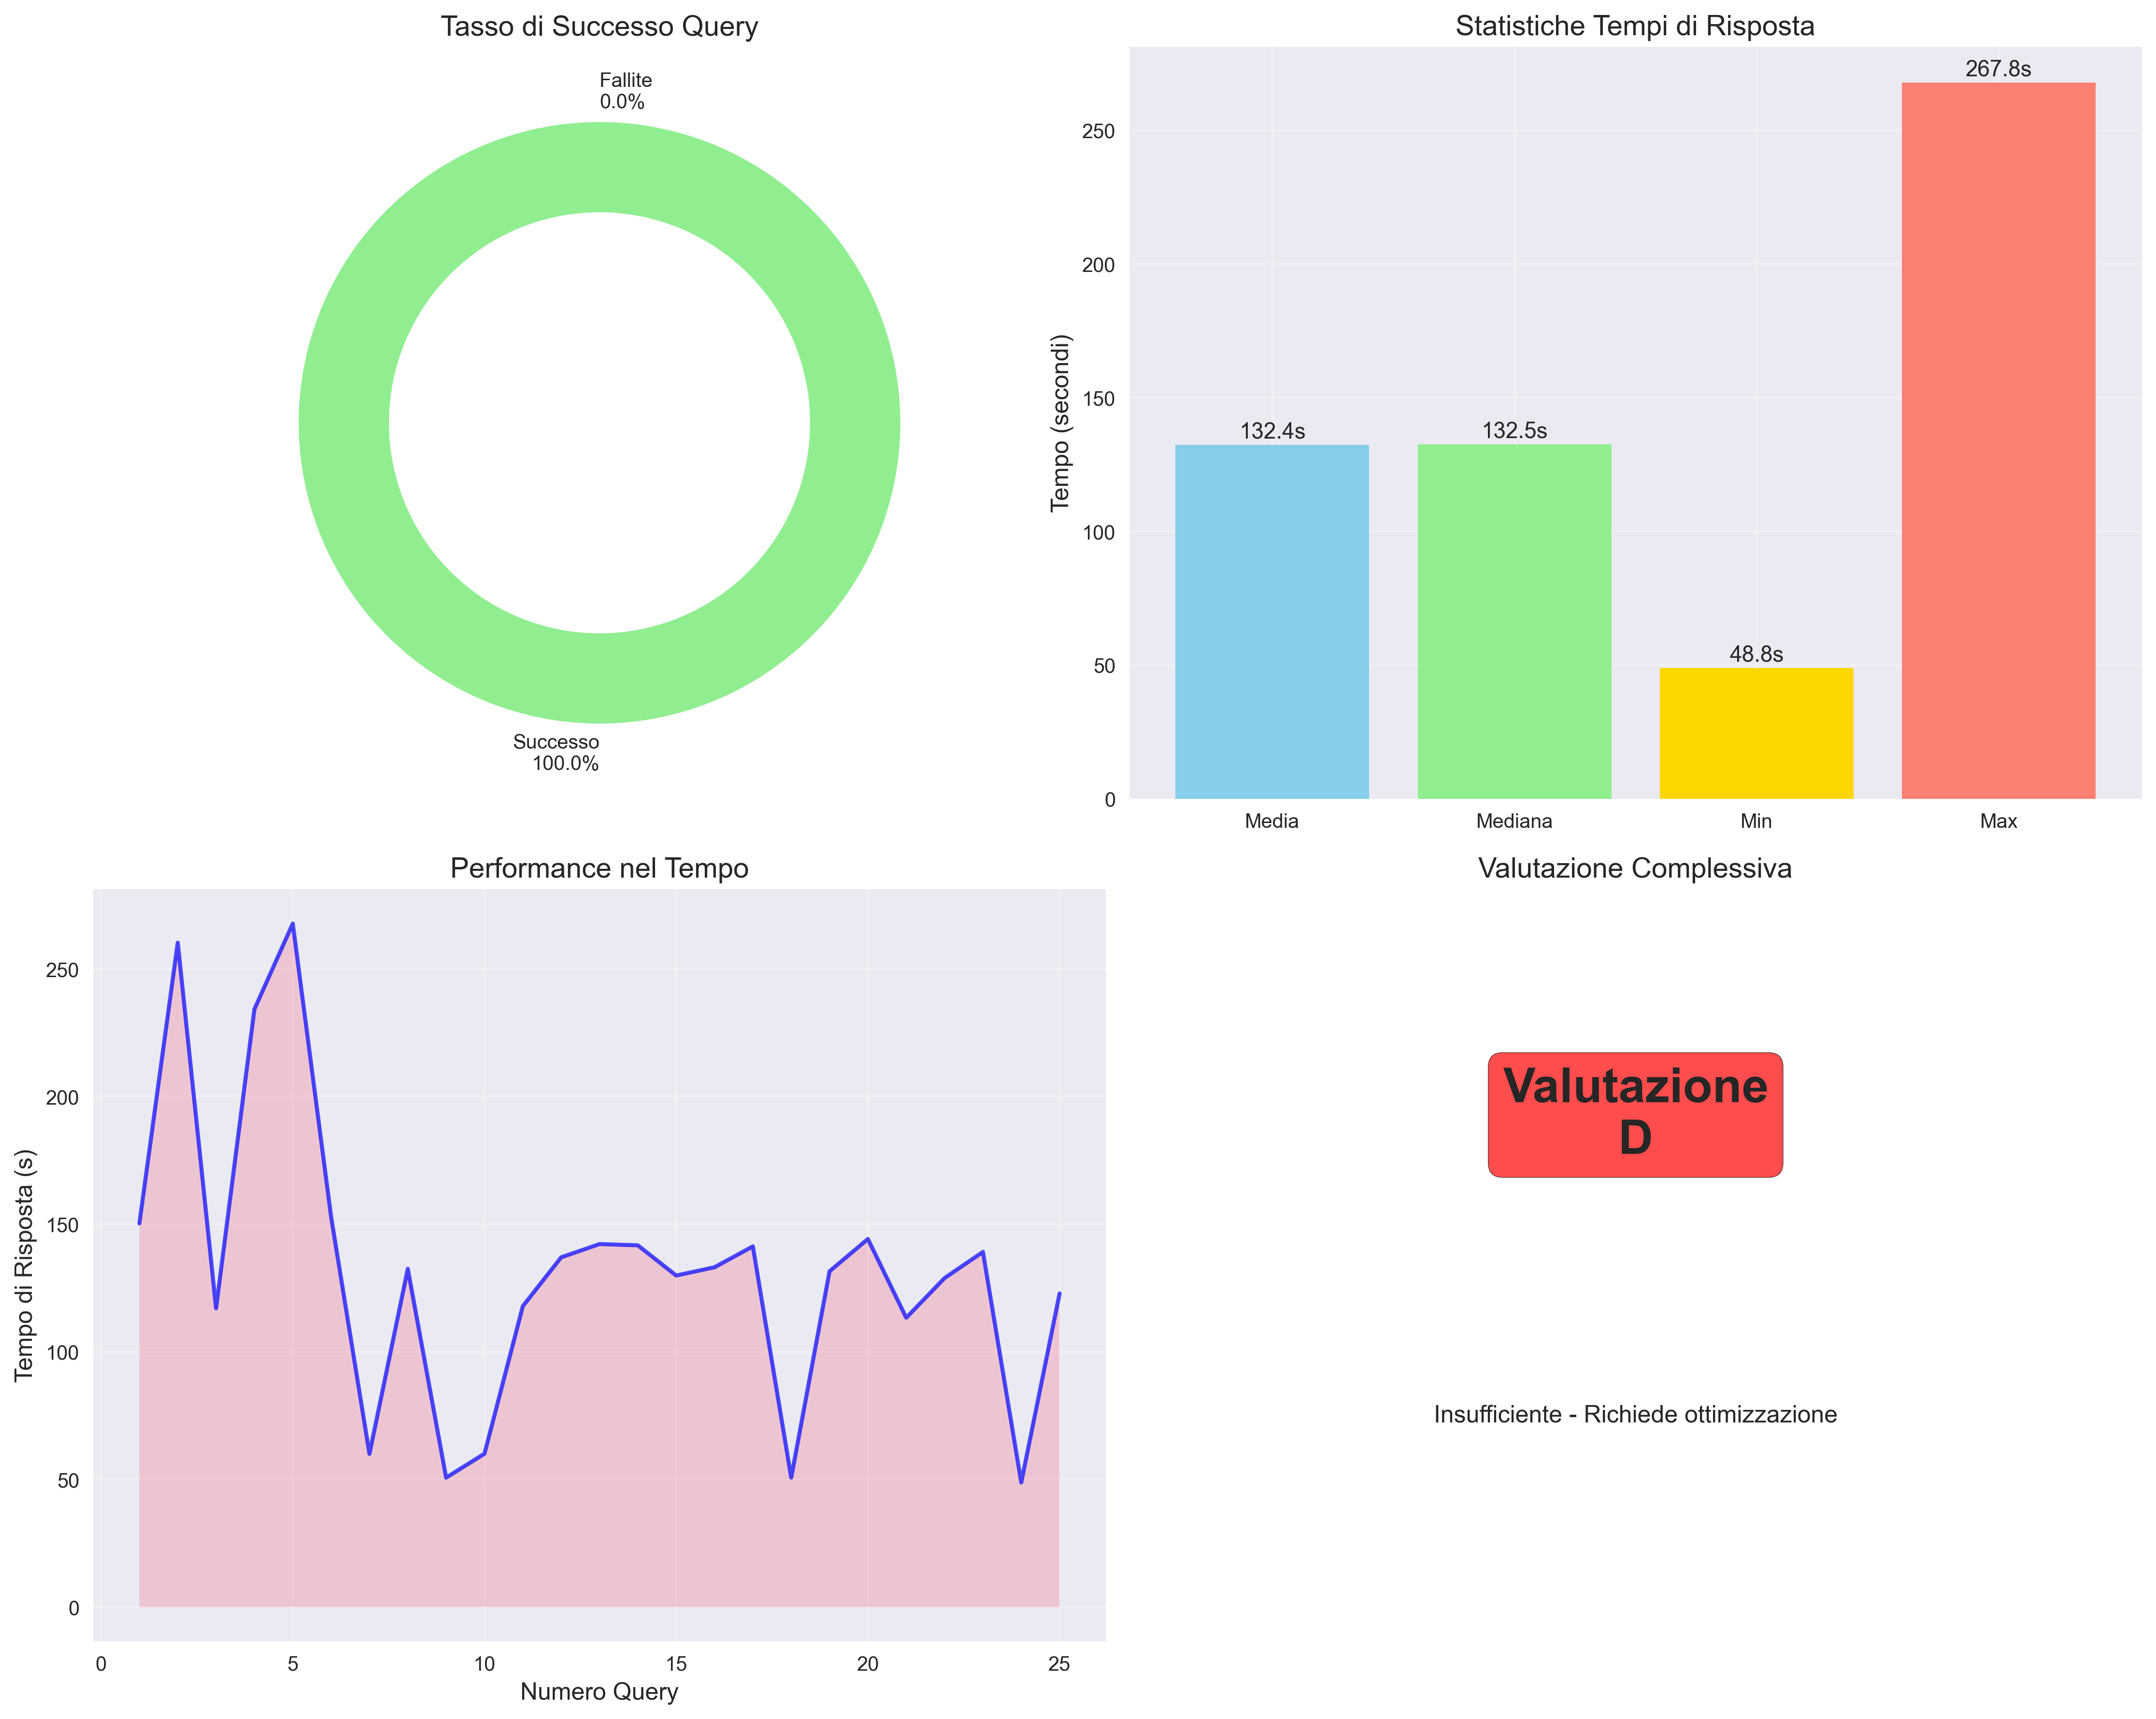 Tasso di Successo Query
Fallite
0.0%
Successo
100.0%
Statistiche Tempi di Risposta
Tempo (secondi)
250
200
150
100
50
0
267.8s
132.4s
132.5s
48.8s
Media
Mediana
Min
Max
Performance nel Tempo
Tempo di Risposta (s)
250
200
150
100
50
0
0
5
10
15
20
25
Numero Query
Valutazione Complessiva
Valutazione
D
Insufficiente - Richiede ottimizzazione